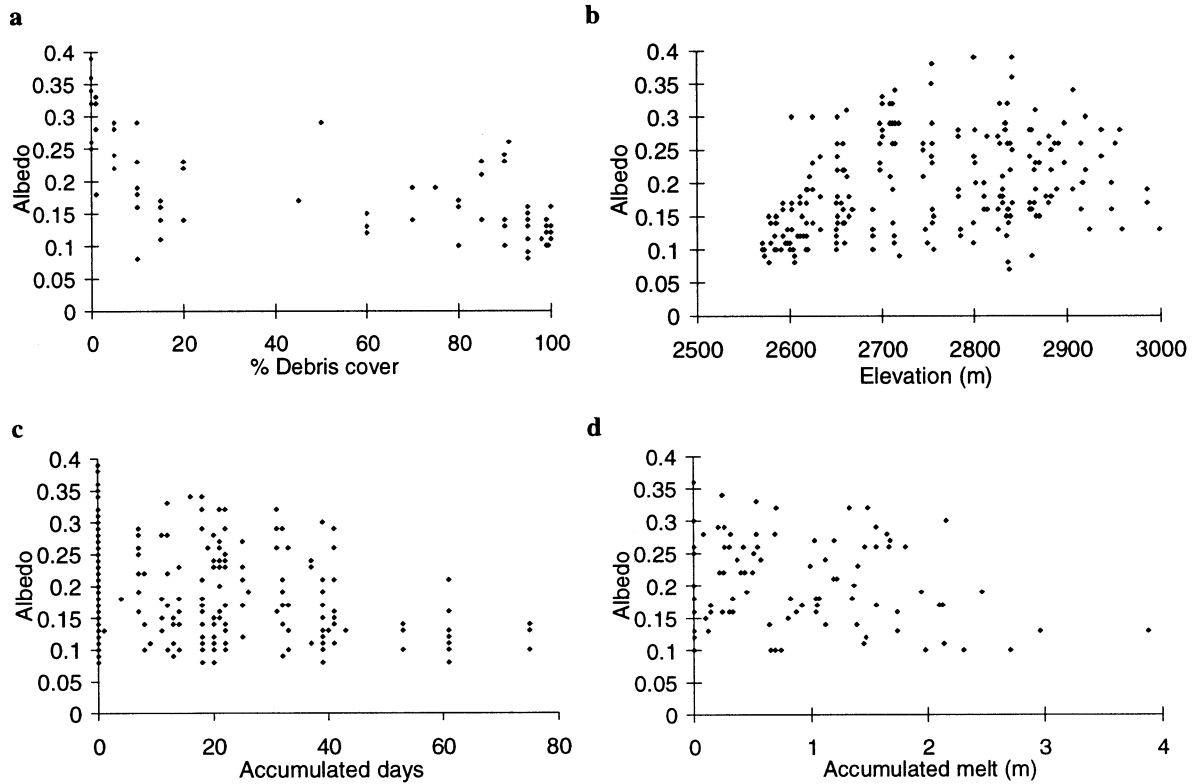 a
0.4
0.35
0.3
0.25
0.2
0.15
0.1
0.05
0
Albedo
0 20 40 60 80 100
% Debris cover
b
0.4
0.35
0.3
0.25
0.2
0.15
0.1
0.05
0
Albedo
2500 2600 2700 2800 2900 3000
Elevation (m)
c
0.4
0.35
0.3
0.25
0.2
0.15
0.1
0.05
0
Albedo
0 20 40 60 80
Accumulated days
d
0.4
0.35
0.3
0.25
0.2
0.15
0.1
0.05
0
Albedo
0 1 2 3 4
Accumulated melt (m)